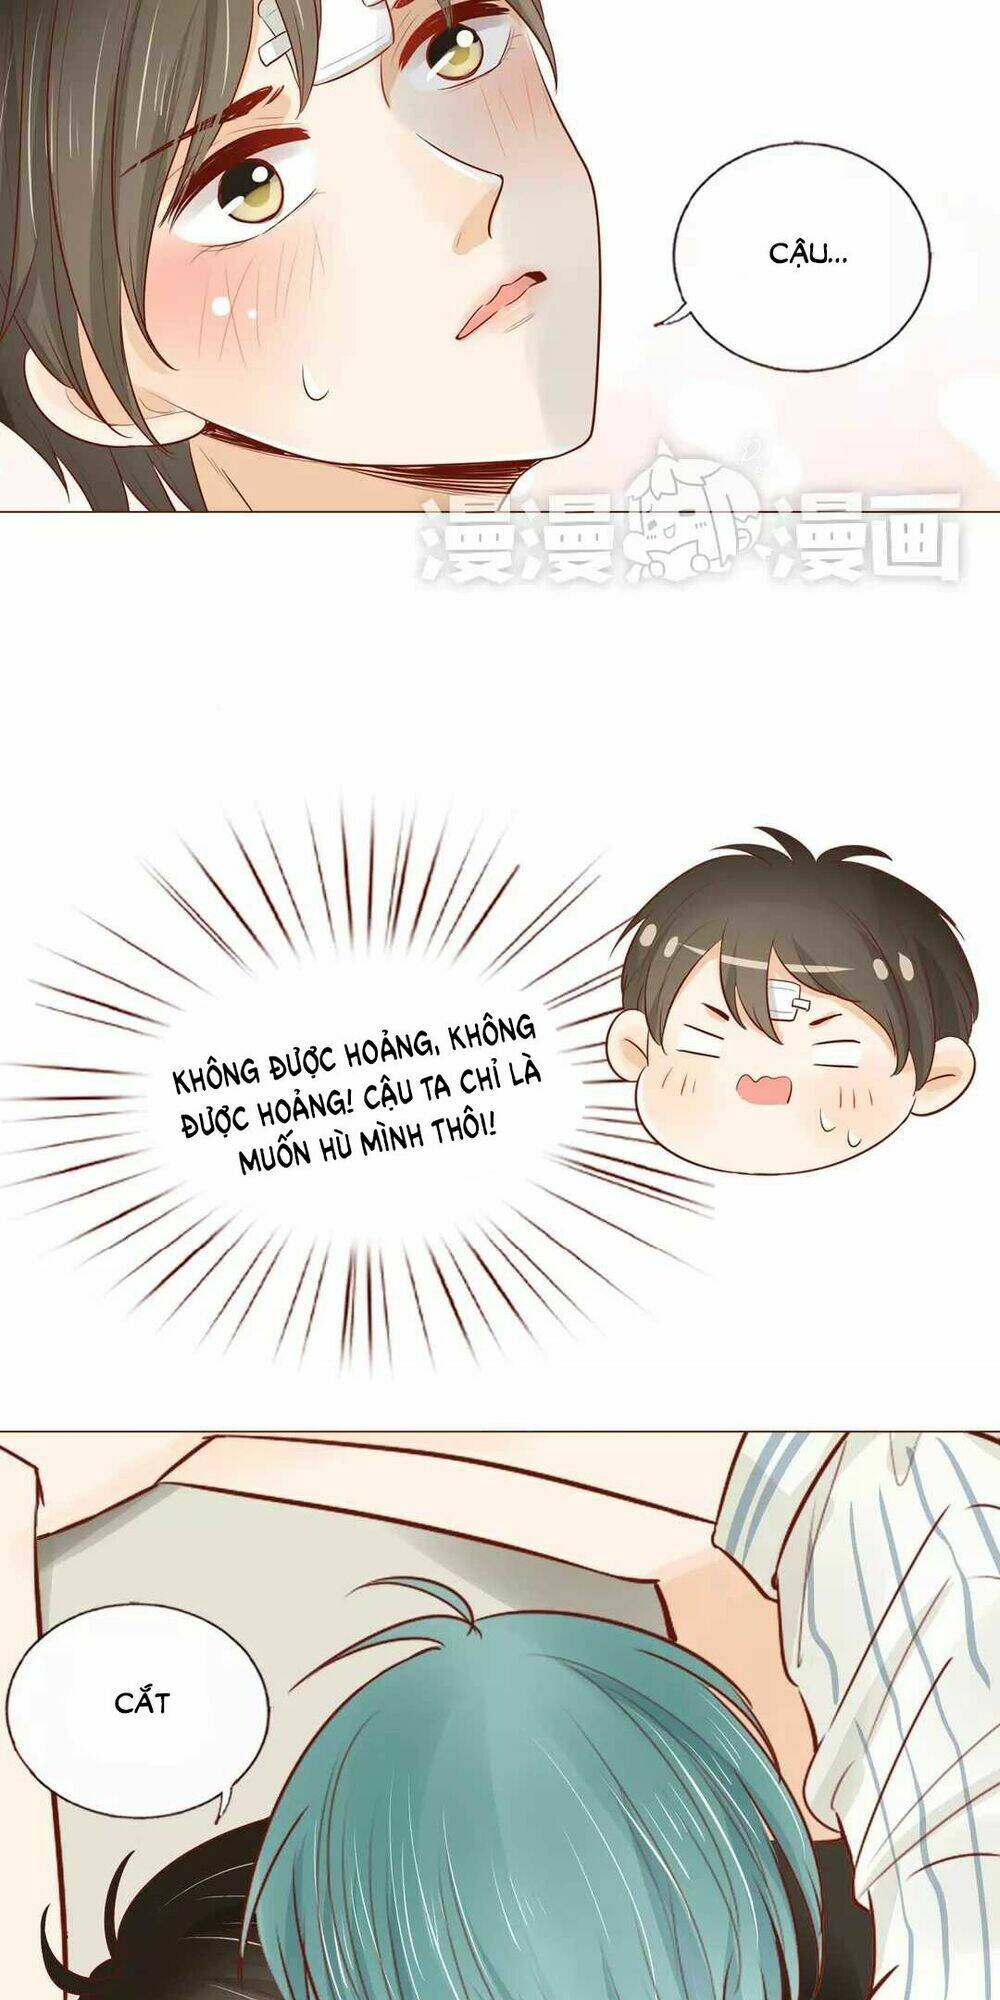 CẬU...
漫漫漫画
KHÔNG ĐƯỢC HOẢNG, KHÔNG
ĐƯỢC HOẢNG! CẬU TA CHỈ LÀ
MUỐN HÙ MÌNH THÔI!
CẮT